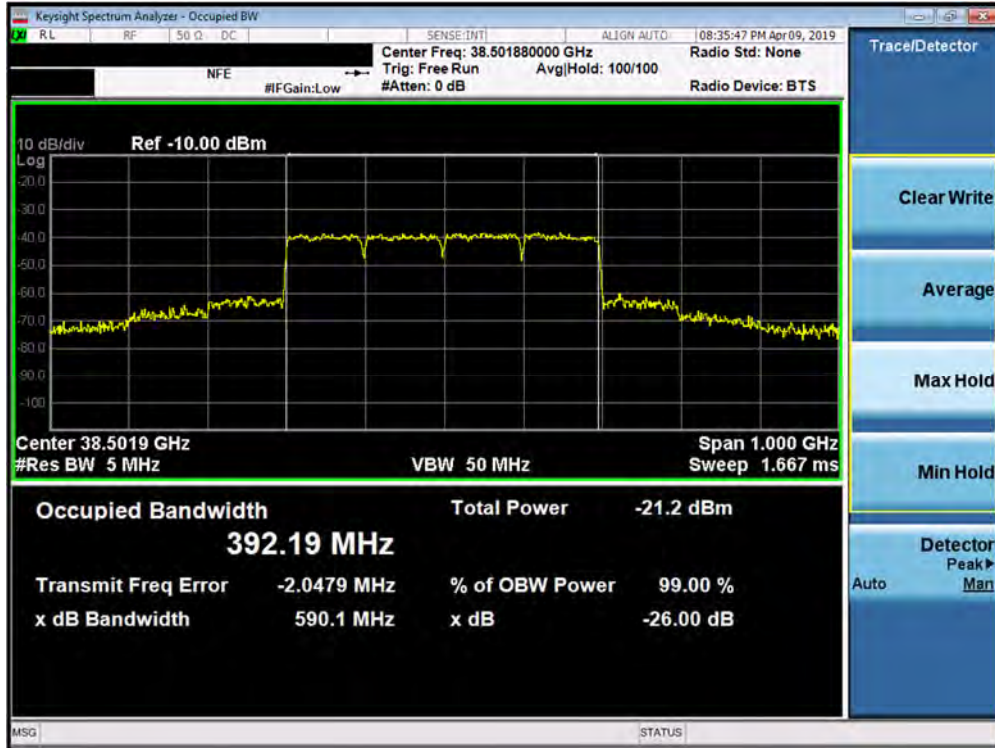 Keysight Spectrum Analyzer - Occupied BW
LXI RL RF 50 Ω DC SENSE:INT ALIGN AUTO 08:35:47 PM Apr 09, 2019
Center Freq: 38.501880000 GHz Radio Std: None
NFE Trig: Free Run Avg|Hold: 100/100
#IFGain:Low #Atten: 0 dB Radio Device: BTS
10 dB/div Ref -10.00 dBm
Log
-20.0
-30.0
-40.0
-50.0
-60.0
-70.0
-80.0
-90.0
-100
Center 38.5019 GHz Span 1.000 GHz
#Res BW 5 MHz VBW 50 MHz Sweep 1.667 ms
Occupied Bandwidth Total Power -21.2 dBm
392.19 MHz
Transmit Freq Error -2.0479 MHz % of OBW Power 99.00 %
x dB Bandwidth 590.1 MHz x dB -26.00 dB
Trace/Detector
Clear Write
Average
Max Hold
Min Hold
Detector
Peak▶
Auto Man
MSG STATUS